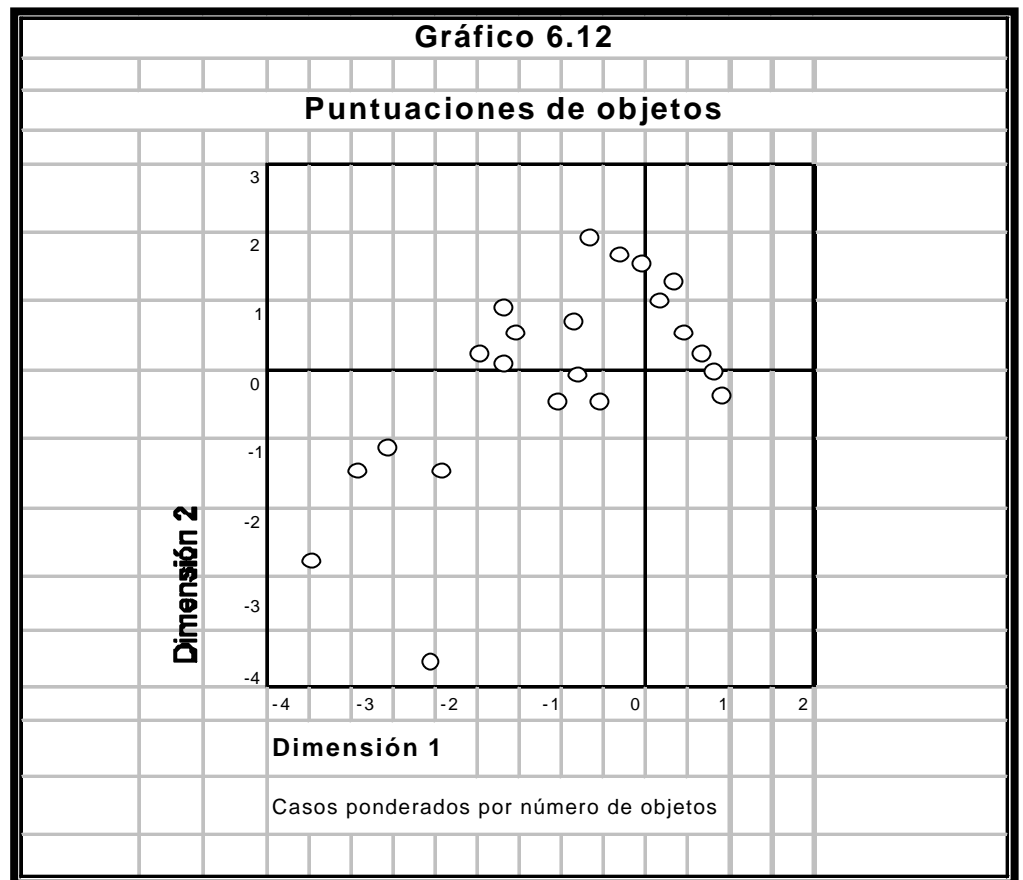 Gráfico 6.12
Puntuaciones de objetos
3
2
1
0
-1
-2
-3
-4
Dimensión 2
-4 -3 -2 -1 0 1 2
Dimensión 1
Casos ponderados por número de objetos